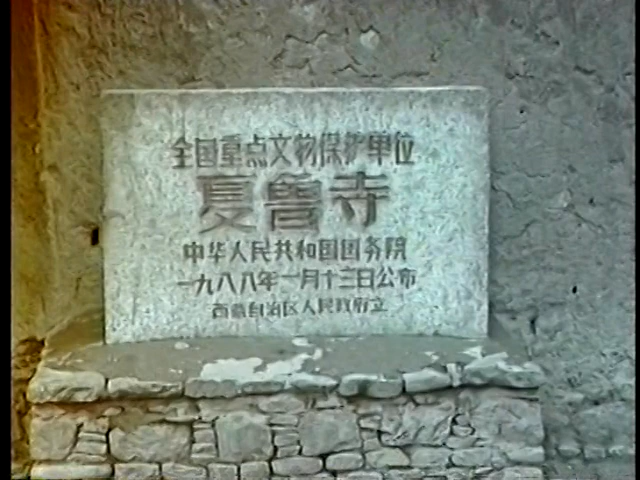 全国重点文物保护单位
夏鲁寺
中华人民共和国国务院
一九八八年一月十三日公布
西藏自治区人民政府立